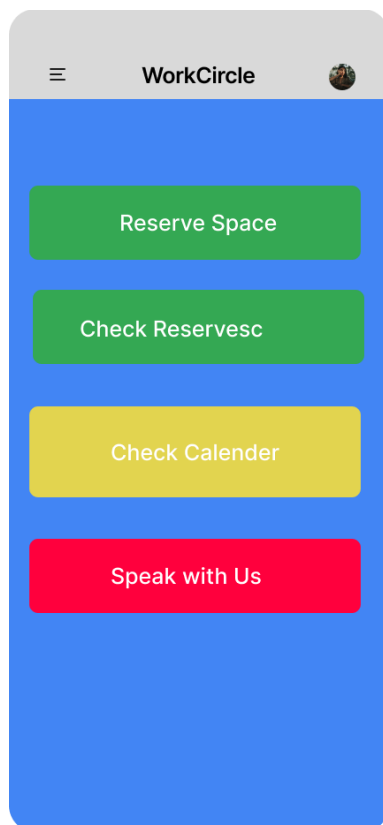 WorkCircle
Reserve Space
Check Reservesc
Check Calender
Speak with Us